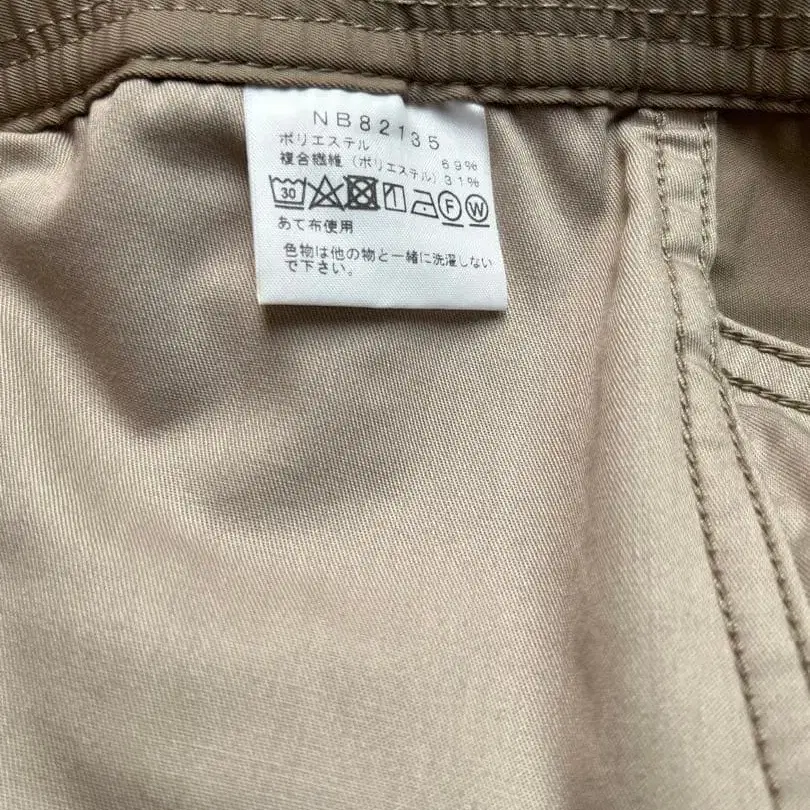 NB82135
ポリエステル 69%
複合繊維(ポリエステル)31%
30 F W
あて布使用
色物は他の物と一緒に洗濯しない
で下さい。